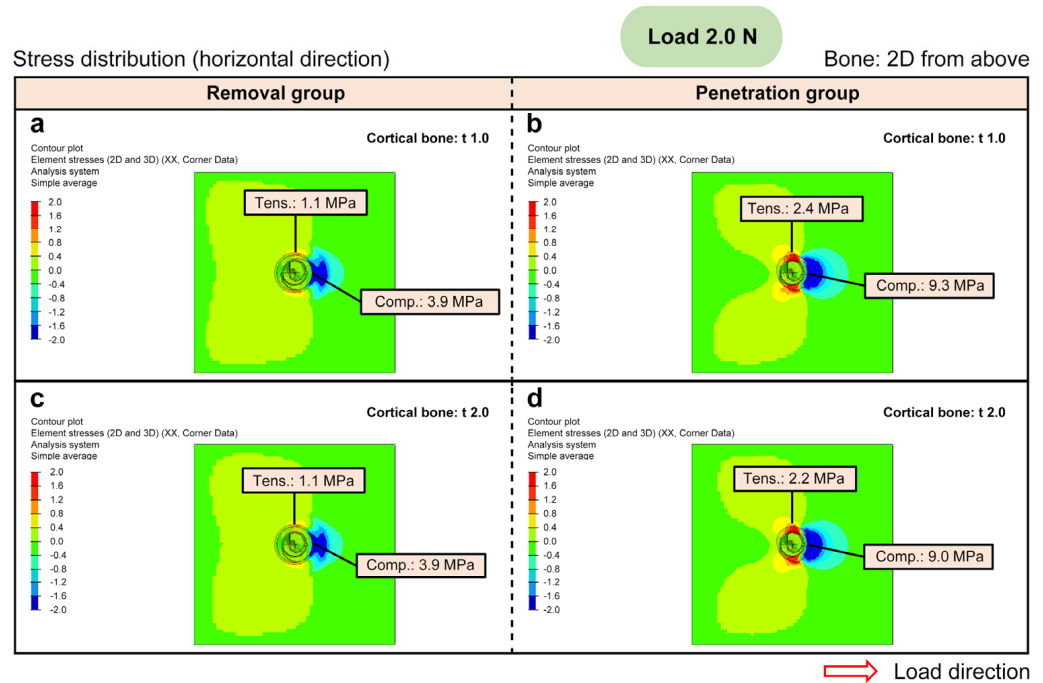 Load 2.0 N
Stress distribution (horizontal direction)
Bone: 2D from above
Removal group
Penetration group
a
Cortical bone: t 1.0
Contour plot
Element stresses (2D and 3D) (XX, Corner Data)
Analysis system
Simple average
2.0
1.6
1.2
0.8
0.4
0.0
-0.4
-0.8
-1.2
-1.6
-2.0
Tens.: 1.1 MPa
Comp.: 3.9 MPa
b
Cortical bone: t 1.0
Contour plot
Element stresses (2D and 3D) (XX, Corner Data)
Analysis system
Simple average
2.0
1.6
1.2
0.8
0.4
0.0
-0.4
-0.8
-1.2
-1.6
-2.0
Tens.: 2.4 MPa
Comp.: 9.3 MPa
c
Cortical bone: t 2.0
Contour plot
Element stresses (2D and 3D) (XX, Corner Data)
Analysis system
Simple average
2.0
1.6
1.2
0.8
0.4
0.0
-0.4
-0.8
-1.2
-1.6
-2.0
Tens.: 1.1 MPa
Comp.: 3.9 MPa
d
Cortical bone: t 2.0
Contour plot
Element stresses (2D and 3D) (XX, Corner Data)
Analysis system
Simple average
2.0
1.6
1.2
0.8
0.4
0.0
-0.4
-0.8
-1.2
-1.6
-2.0
Tens.: 2.2 MPa
Comp.: 9.0 MPa
Load direction